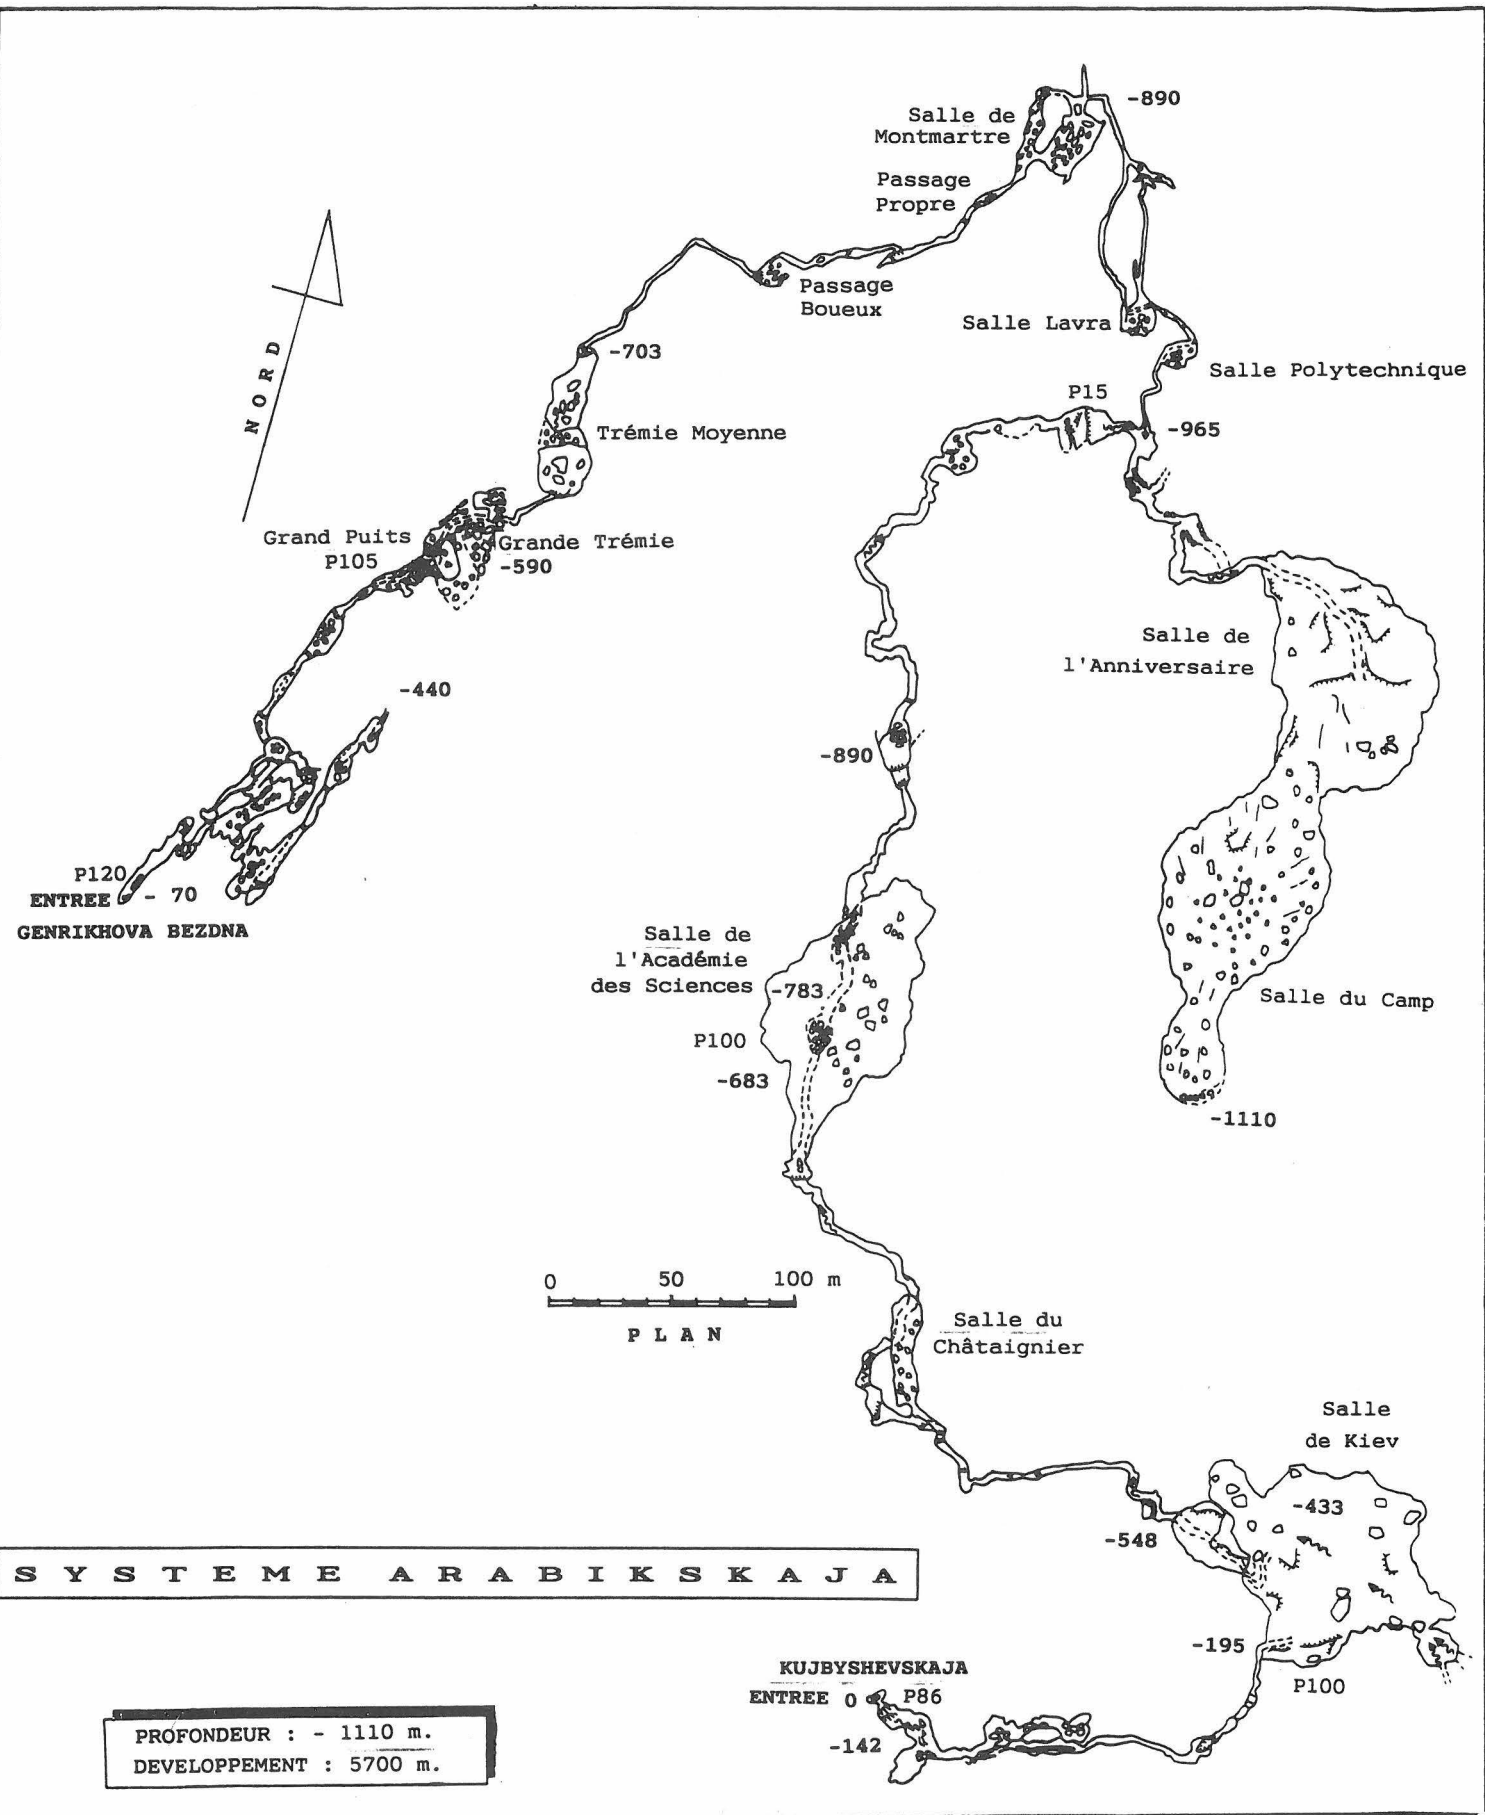 -890
Salle de
Montmartre
Passage
Propre
Passage
Boueux
Salle Lavra
Salle Polytechnique
NORD
-703
P15
-965
Trémie Moyenne
Grand Puits
P105
Grande Trémie
-590
Salle de
l'Anniversaire
-440
-890
P120
ENTREE - 70
GENRIKHOVA BEZDNA
Salle de
l'Académie
des Sciences
-783
P100
-683
Salle du Camp
-1110
0 50 100 m
PLAN
Salle du
Châtaignier
Salle
de Kiev
-433
-548
SYSTEME ARABIKSKAJA
-195
P100
KUJBYSHEVSKAJA
ENTREE 0 P86
-142
PROFONDEUR : - 1110 m.
DEVELOPPEMENT : 5700 m.